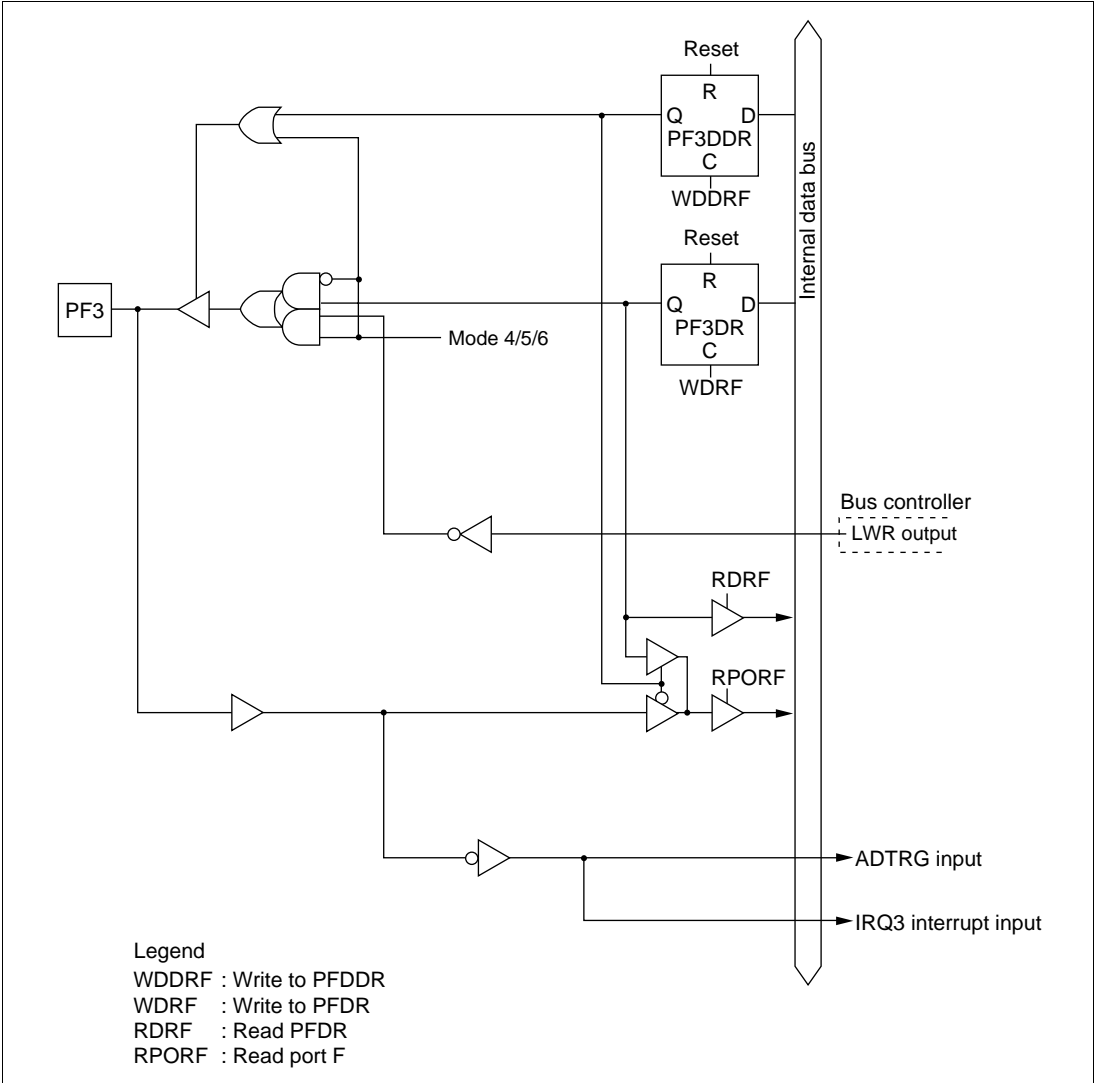 Reset
R
Q D
PF3DDR
C
WDDRF
Internal data bus
Reset
R
Q D
PF3DR
C
WDRF
PF3
Mode 4/5/6
Bus controller
LWR output
RDRF
RPORF
ADTRG input
IRQ3 interrupt input
Legend
WDDRF : Write to PFDDR
WDRF : Write to PFDR
RDRF : Read PFDR
RPORF : Read port F